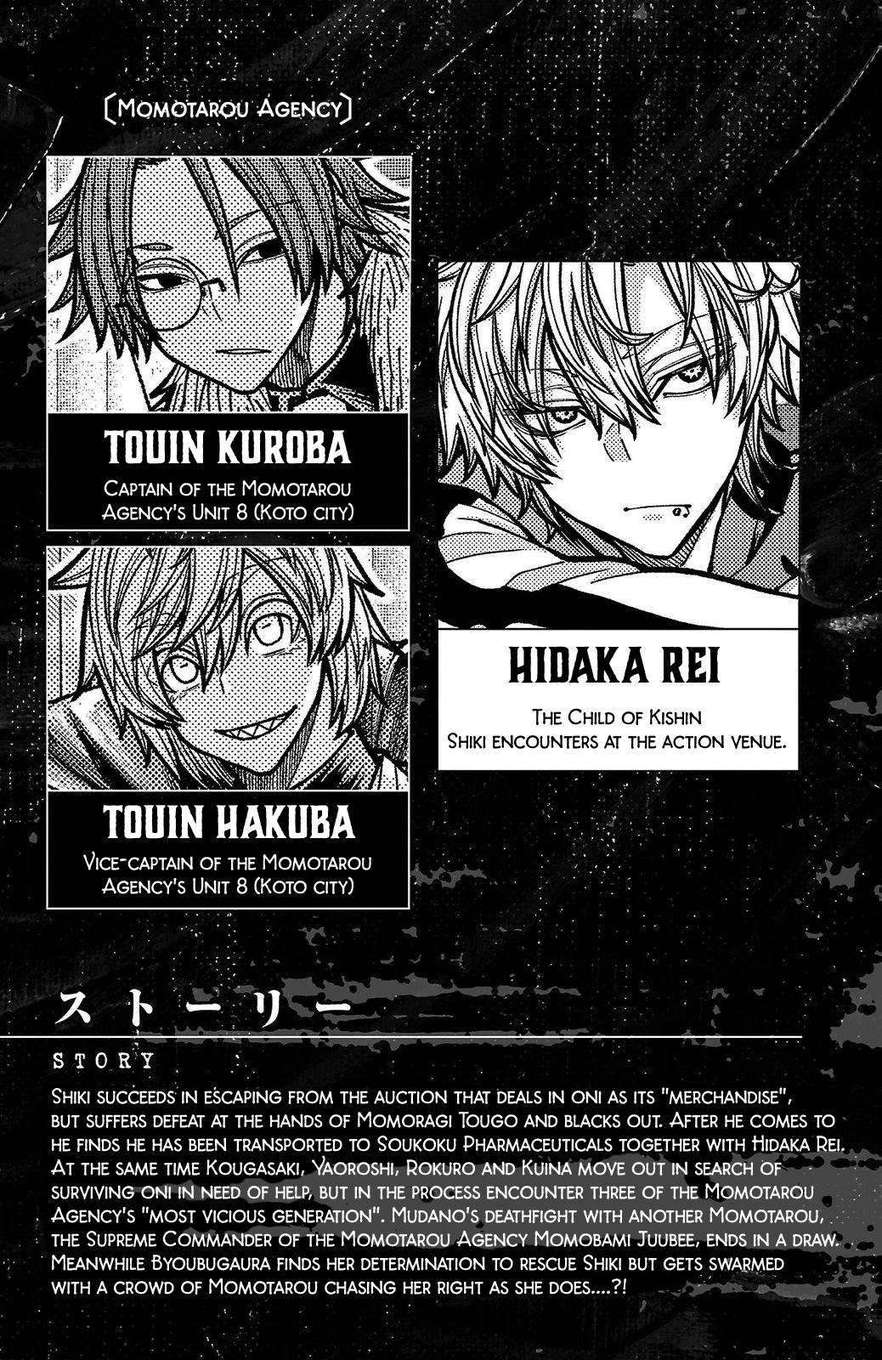 [Momotarou Agency]
TOUIN KUROBA
Captain of the Momotarou
Agency's Unit 8 (Koto city)
HIDAKA REI
The Child of Kishin
Shiki encounters at the action venue.
TOUIN HAKUBA
Vice-captain of the Momotarou
Agency's Unit 8 (Koto city)
ストーリー
STORY
Shiki succeeds in escaping from the auction that deals in oni as its "merchandise",
but suffers defeat at the hands of Momoragi Tougo and blacks out. After he comes to
he finds he has been transported to Soukoku Pharmaceuticals together with Hidaka Rei.
At the same time Kougasaki, Yaoroshi, Rokuro and Kuina move out in search of
surviving oni in need of help, but in the process encounter three of the Momotarou
Agency's "most vicious generation". Mudano's deathfight with another Momotarou,
the Supreme Commander of the Momotarou Agency Momobami Juubee, ends in a draw.
Meanwhile Byoubugaura finds her determination to rescue Shiki but gets swarmed
with a crowd of Momotarou chasing her right as she does....?!